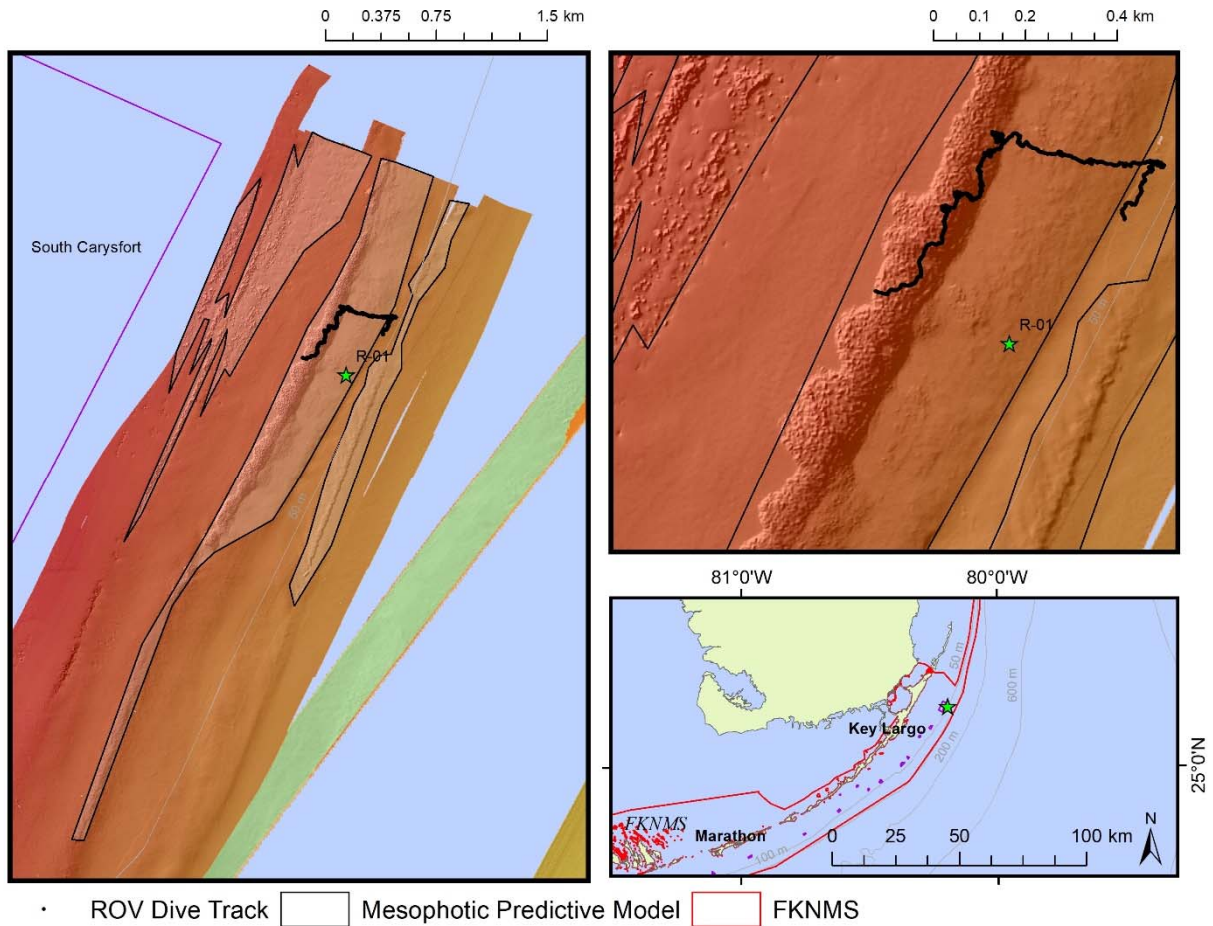 0 0.375 0.75 1.5 km
0 0.1 0.2 0.4 km
South Carysfort
R-01
50 m
R-01
50 m
81°0'W 80°0'W
50 m
600 m
Key Largo
200 m
25°0'N
FKNMS
Marathon
100 m
0 25 50 100 km
N
ROV Dive Track Mesophotic Predictive Model FKNMS